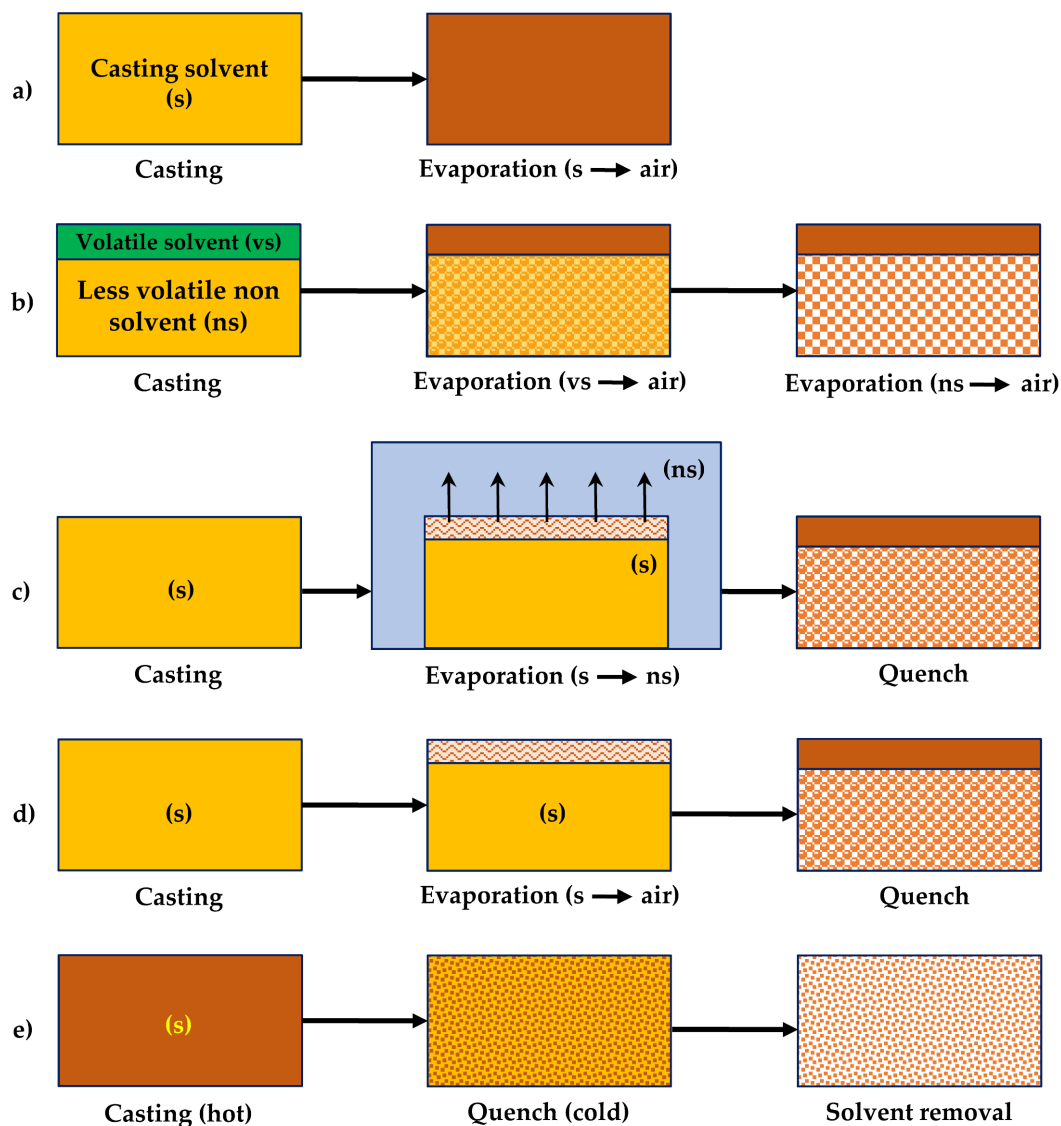 a)
Casting solvent
(s)
Casting
Evaporation (s → air)
b)
Volatile solvent (vs)
Less volatile non
solvent (ns)
Casting
Evaporation (vs → air)
Evaporation (ns → air)
c)
(s)
Casting
(ns)
(s)
Evaporation (s → ns)
Quench
d)
(s)
Casting
(s)
Evaporation (s → air)
Quench
e)
(s)
Casting (hot)
Quench (cold)
Solvent removal